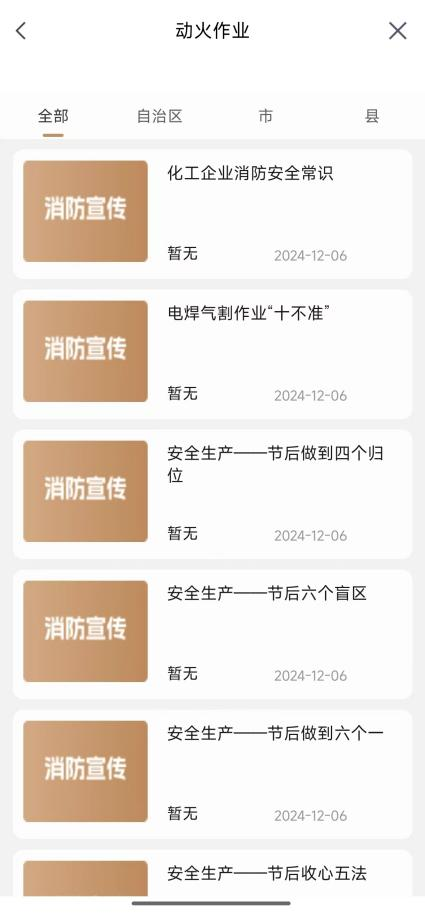 动火作业
全部 自治区 市 县
消防宣传
化工企业消防安全常识
暂无 2024-12-06
消防宣传
电焊气割作业“十不准”
暂无 2024-12-06
消防宣传
安全生产——节后做到四个归
位
暂无 2024-12-06
消防宣传
安全生产——节后六个盲区
暂无 2024-12-06
消防宣传
安全生产——节后做到六个一
暂无 2024-12-06
安全生产——节后收心五法